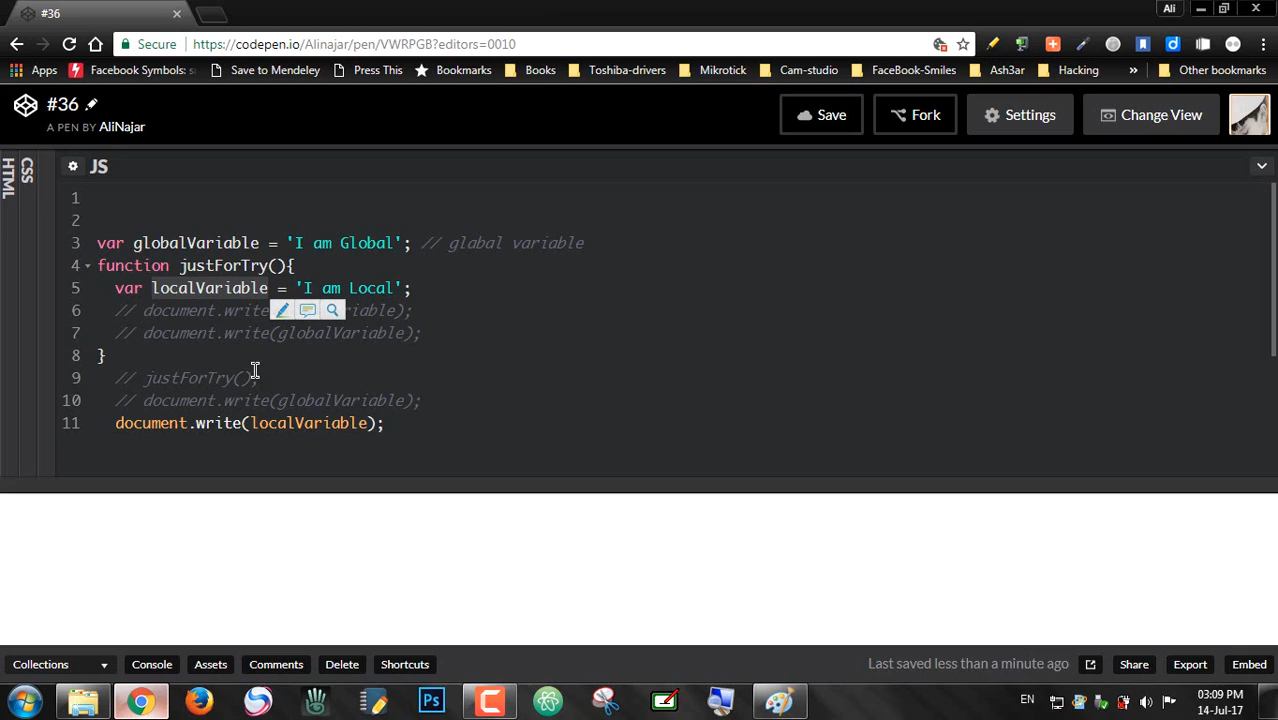 #36
Ali
Secure https://codepen.io/Alinajar/pen/VWRPGB?editors=0010
Apps Facebook Symbols: s Save to Mendeley Press This Bookmarks Books Toshiba-drivers Mikrotick Cam-studio FaceBook-Smiles Ash3ar Hacking » Other bookmarks
#36
A PEN BY AliNajar
Save Fork Settings Change View
HTML
CSS
JS
1
2
3 var globalVariable = 'I am Global'; // glabal variable
4 function justForTry(){
5 var localVariable = 'I am Local';
6 // document.write riable);
7 // document.write(globalVariable);
8 }
9 // justForTry();
10 // document.write(globalVariable);
11 document.write(localVariable);
Collections Console Assets Comments Delete Shortcuts Last saved less than a minute ago Share Export Embed
Ps EN 03:09 PM
14-Jul-17